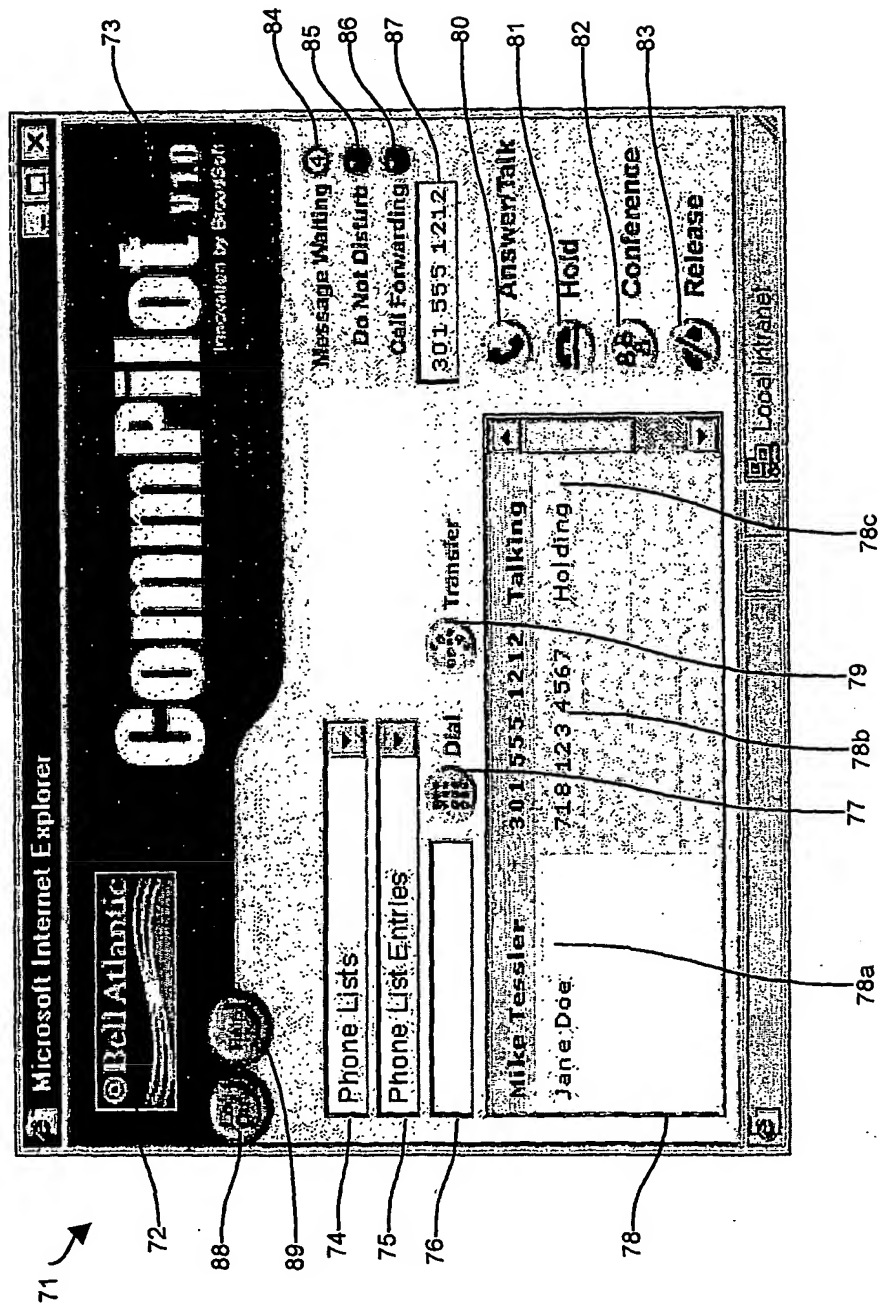 71
Microsoft Internet Explorer
72
@Bell Atlantic
CommPilot V 1.0
73
Innovation by BroadSoft
88
89
Message Waiting 4
84
Do Not Disturb
85
Call Forwarding
86
301 555 1212
87
74
Phone Lists
75
Phone List Entries
76
Dial
Transfer
77
79
Answer/Talk
80
Hold
81
Conference
82
Release
83
78
Mike Tessler 301 555 1212 Talking
Jane Doe 718 123 4567 Holding
78a
78b
78c
Local intranet